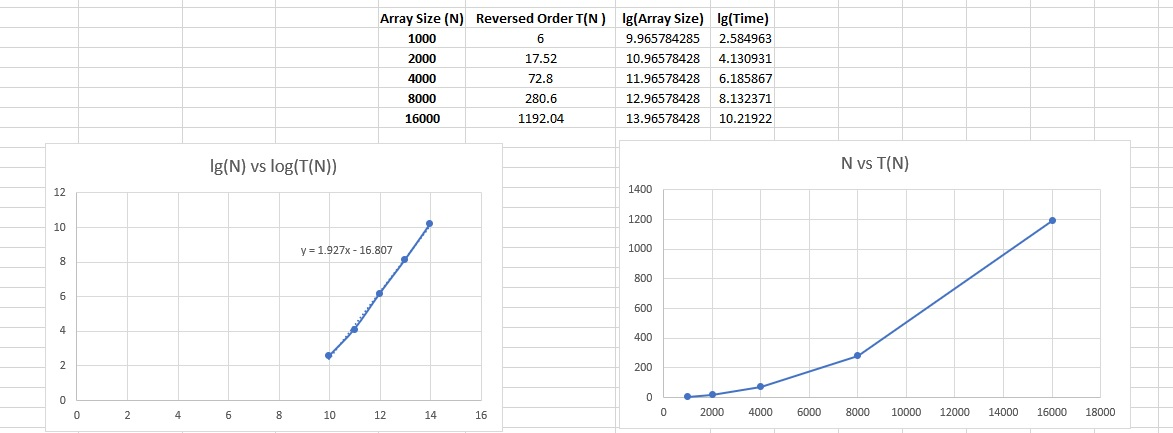 Array Size (N) Reversed Order T(N ) lg(Array Size) lg(Time)
1000 6 9.965784285 2.584963
2000 17.52 10.96578428 4.130931
4000 72.8 11.96578428 6.185867
8000 280.6 12.96578428 8.132371
16000 1192.04 13.96578428 10.21922
lg(N) vs log(T(N))
12
10
8
6
4
2
0
y = 1.927x - 16.807
0 2 4 6 8 10 12 14 16
N vs T(N)
1400
1200
1000
800
600
400
200
0
0 2000 4000 6000 8000 10000 12000 14000 16000 18000